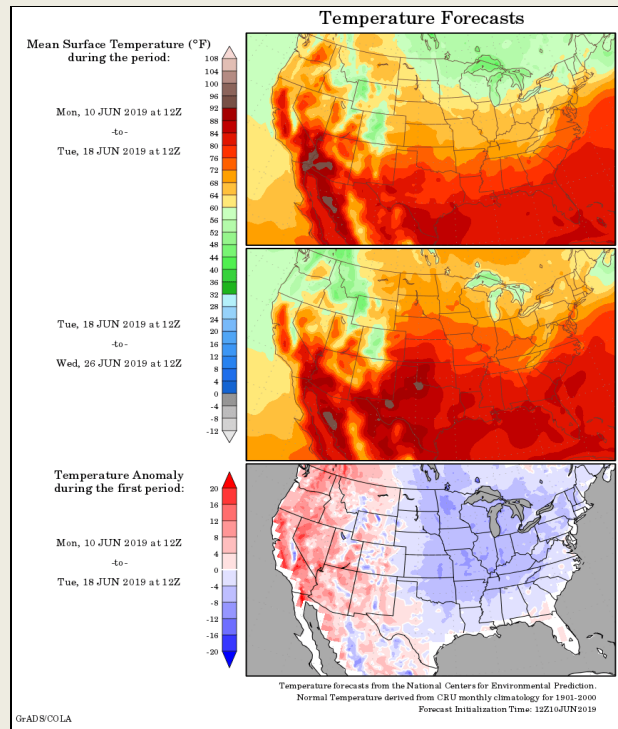 Temperature Forecasts
Mean Surface Temperature (°F)
during the period:
Mon, 10 JUN 2019 at 12Z
-to-
Tue, 18 JUN 2019 at 12Z
108
104
100
96
92
88
84
80
76
72
68
64
60
56
52
48
44
40
36
32
28
24
20
16
12
8
4
0
-4
-8
-12
Tue, 18 JUN 2019 at 12Z
-to-
Wed, 26 JUN 2019 at 12Z
Temperature Anomaly
during the first period:
Mon, 10 JUN 2019 at 12Z
-to-
Tue, 18 JUN 2019 at 12Z
20
16
12
8
4
0
-4
-8
-12
-16
-20
Temperature forecasts from the National Centers for Environmental Prediction.
Normal Temperature derived from CRU monthly climatology for 1901-2000
Forecast Initialization Time: 12Z10JUN2019
GrADS/COLA